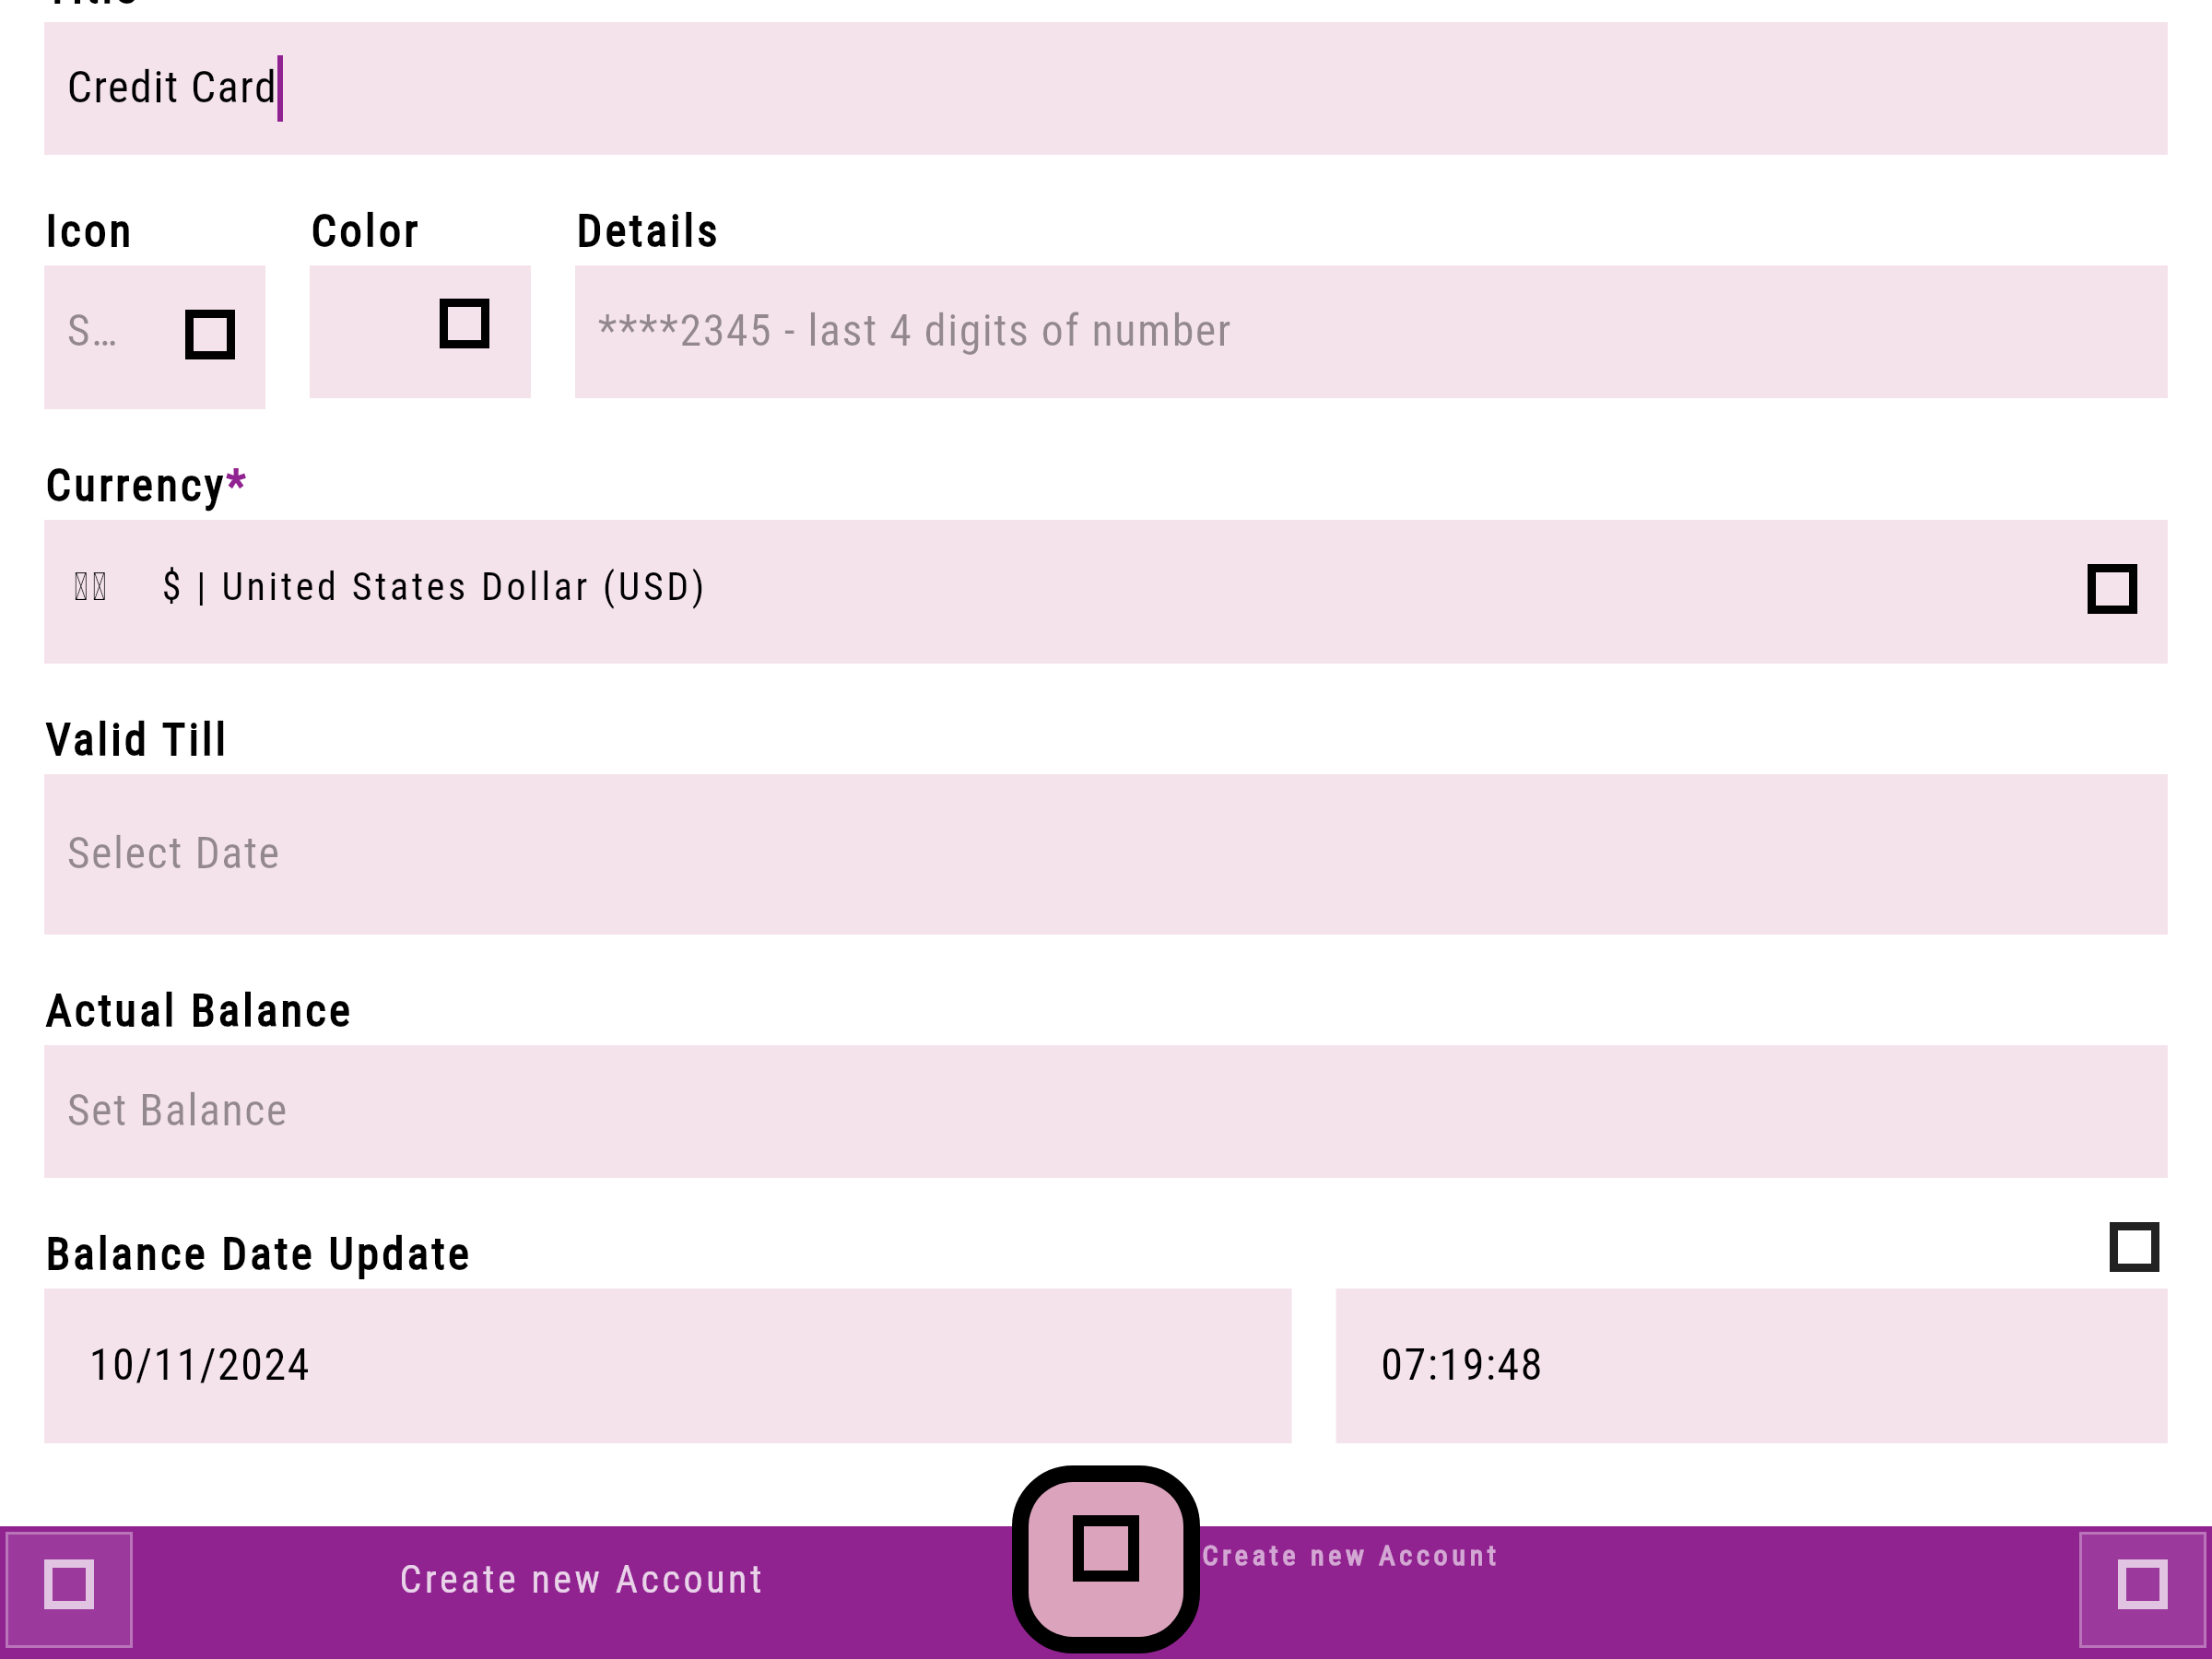 Title
Credit Card
Icon Color Details
S… ****2345 - last 4 digits of number
Currency*
$ | United States Dollar (USD)
Valid Till
Select Date
Actual Balance
Set Balance
Balance Date Update
10/11/2024 07:19:48
Create new Account Create new Account